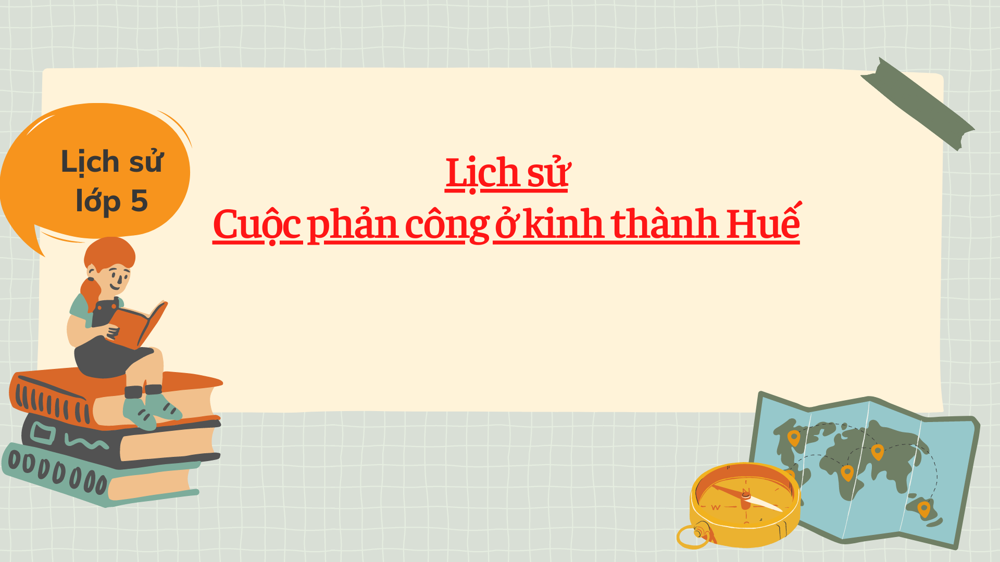 Lịch sử
lớp 5
Lịch sử
Cuộc phản công ở kinh thành Huế
N
W